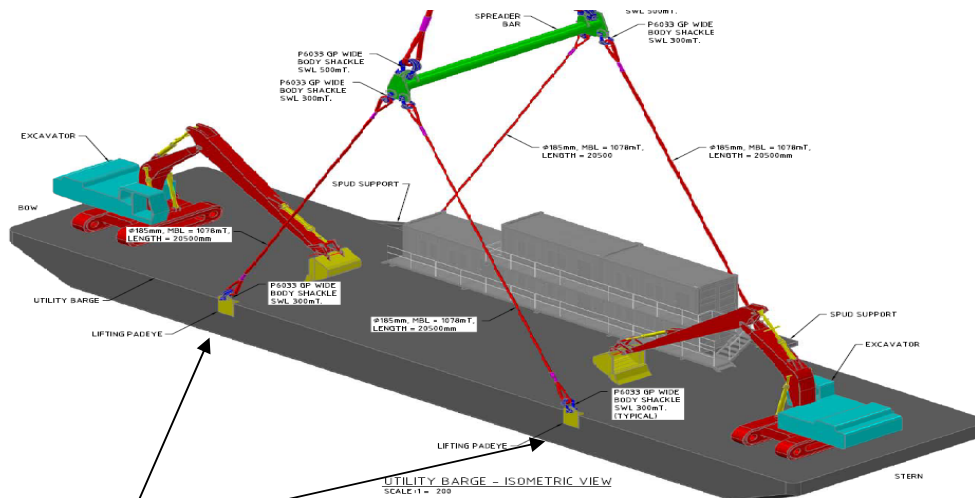 SWL 500mT.
SPREADER
BAR
P6033 GP WIDE
BODY SHACKLE
SWL 300mT.
P6033 GP WIDE
BODY SHACKLE
SWL 500mT.
P6033 GP WIDE
BODY SHACKLE
SWL 300mT.
EXCAVATOR
Φ185mm, MBL = 1078mT,
LENGTH = 20500
Φ185mm, MBL = 1078mT,
LENGTH = 20500mm
SPUD SUPPORT
BOW
Φ185mm, MBL = 1078mT,
LENGTH = 20500mm
P6033 GP WIDE
BODY SHACKLE
SWL 300mT.
UTILITY BARGE
LIFTING PADEYE
Φ185mm, MBL = 1078mT,
LENGTH = 20500mm
SPUD SUPPORT
EXCAVATOR
P6033 GP WIDE
BODY SHACKLE
SWL 300mT.
(TYPICAL)
LIFTING PADEYE
UTILITY BARGE - ISOMETRIC VIEW
SCALE :1 = 200
STERN